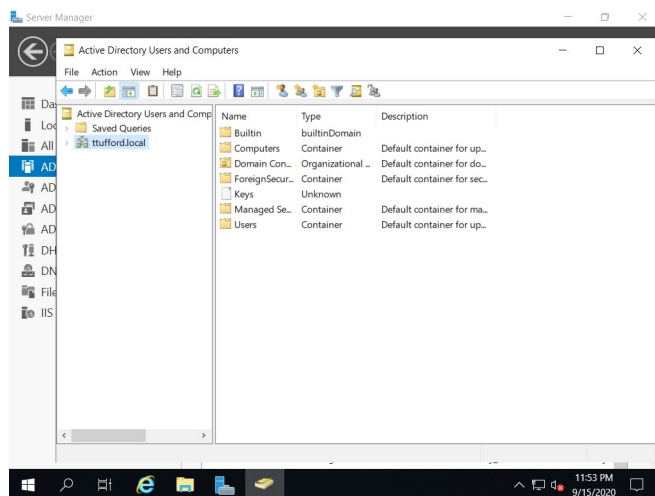 Server Manager
Active Directory Users and Computers
File Action View Help
Active Directory Users and Comp
Saved Queries
ttufford.local
Name Type Description
Builtin builtinDomain
Computers Container Default container for up...
Domain Con... Organizational ... Default container for do...
ForeignSecur... Container Default container for sec...
Keys Unknown
Managed Se... Container Default container for ma...
Users Container Default container for up...
Da
Loc
All
AD
AD
AD
AD
DH
DN
File
IIS
11:53 PM
9/15/2020